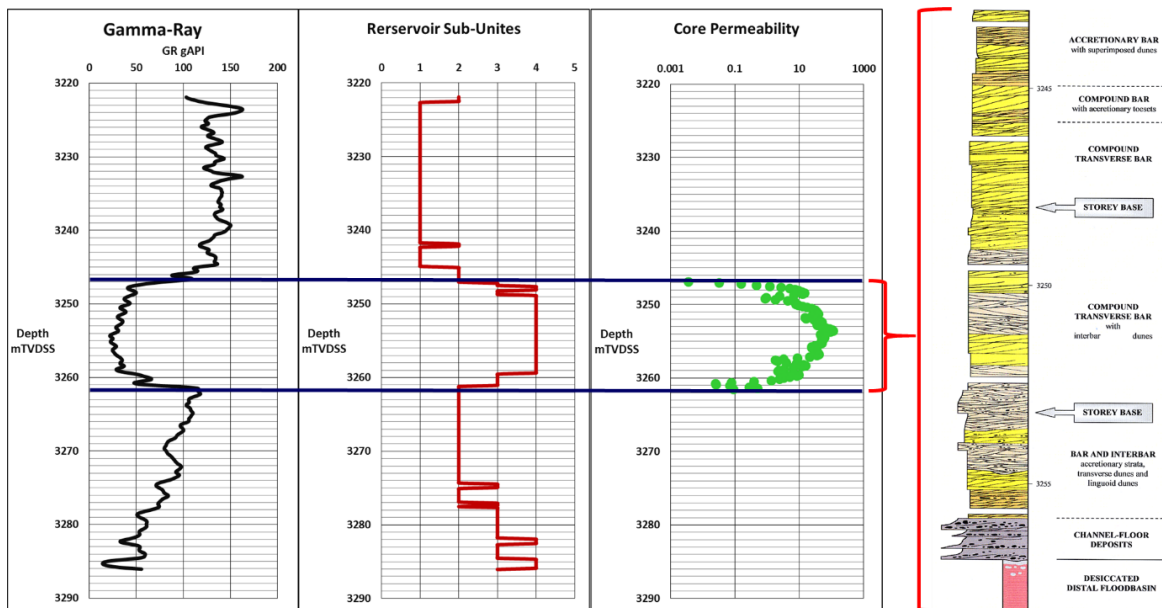 Gamma-Ray
GR gAPI
0 50 100 150 200
3220
3230
3240
3250
Depth
mTVDSS
3260
3270
3280
3290
Rerservoir Sub-Unites
0 1 2 3 4 5
3220
3230
3240
3250
Depth
mTVDSS
3260
3270
3280
3290
Core Permeability
0.001 0.1 10 1000
3220
3230
3240
3250
Depth
mTVDSS
3260
3270
3280
3290
ACCRETIONARY BAR
with superimposed dunes
3245
COMPOUND BAR
with accretionary toesets
COMPOUND
TRANSVERSE BAR
STOREY BASE
3250
COMPOUND
TRANSVERSE BAR
with
interbar dunes
STOREY BASE
BAR AND INTERBAR
accretionary strata,
transverse dunes and
linguoid dunes
3255
CHANNEL-FLOOR
DEPOSITS
DESICCATED
DISTAL FLOODBASIN